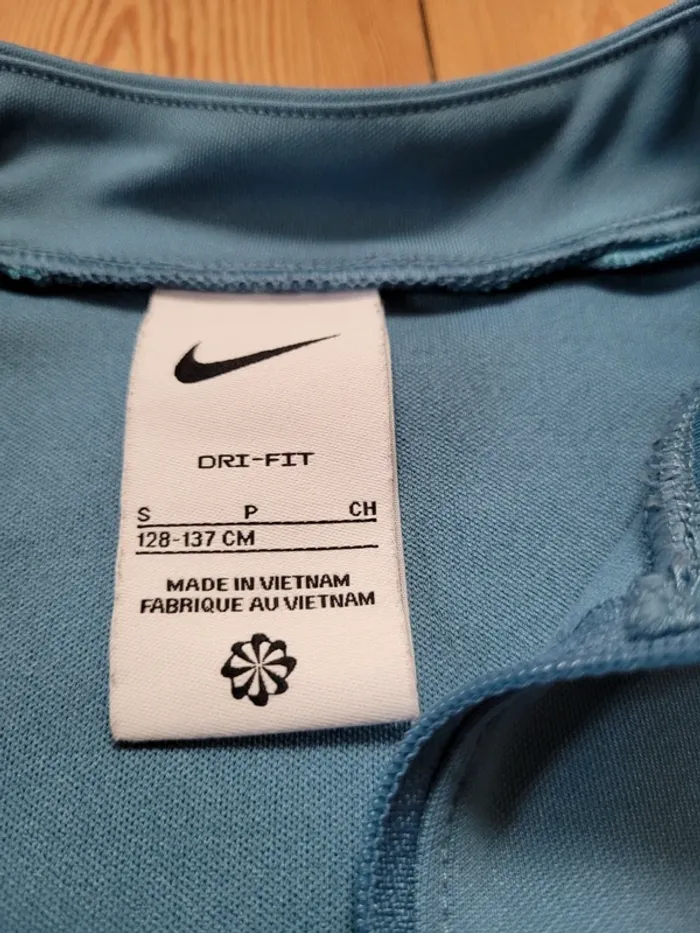 DRI-FIT
S P CH
128-137 CM
MADE IN VIETNAM
FABRIQUE AU VIETNAM